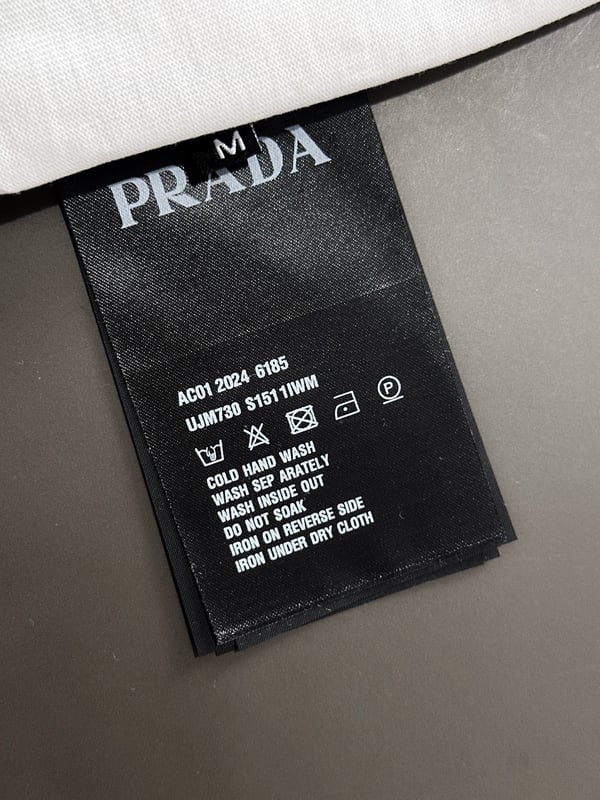 M
PRADA
AC01 2024 6185
UJM730 S151 1IWM
P
COLD HAND WASH
WASH SEP ARATELY
WASH INSIDE OUT
DO NOT SOAK
IRON ON REVERSE SIDE
IRON UNDER DRY CLOTH